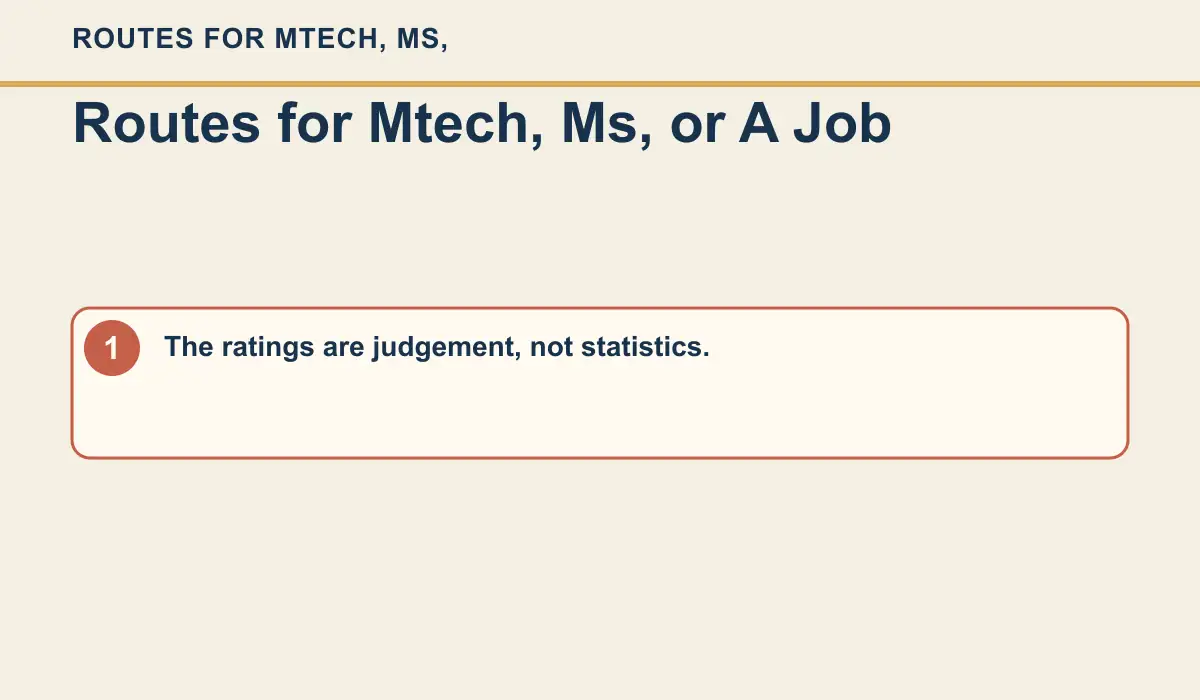 ROUTES FOR MTECH, MS,
Routes for Mtech, Ms, or A Job
1
The ratings are judgement, not statistics.